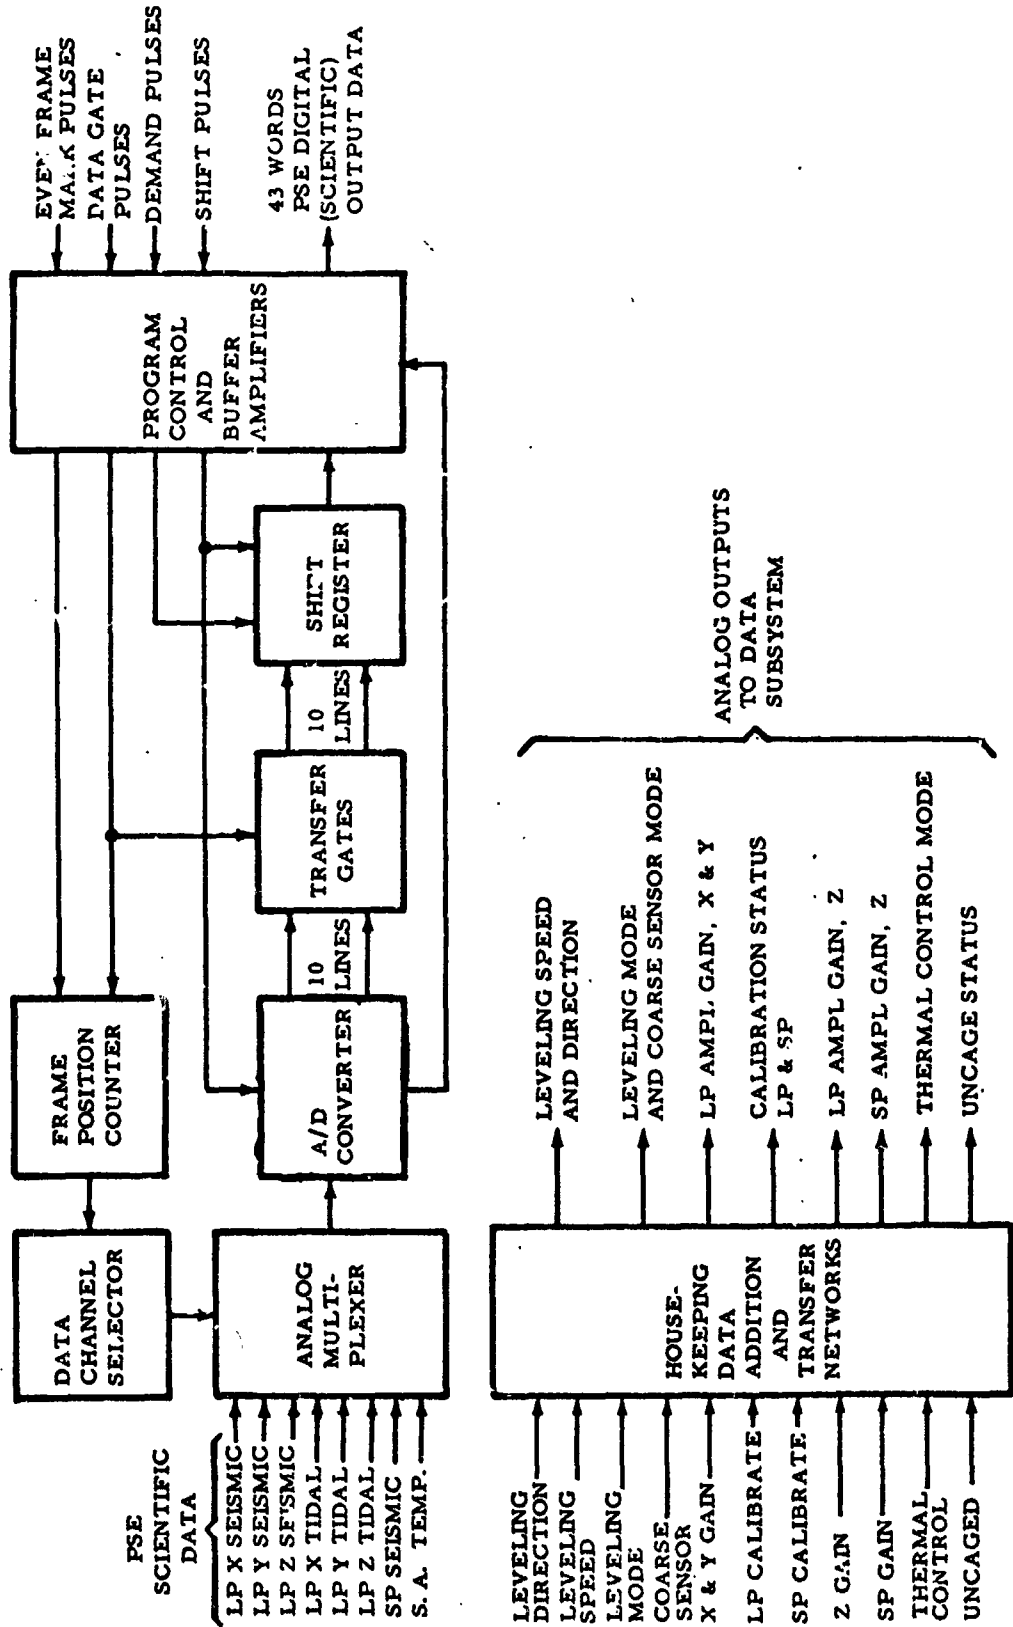 PSE
SCIENTIFIC
DATA
LP X SEISMIC
LP Y SEISMIC
LP Z SEISMIC
LP X TIDAL
LP Y TIDAL
LP Z TIDAL
SP SEISMIC
S. A. TEMP.
DATA
CHANNEL
SELECTOR
ANALOG
MULTI-
PLEXER
FRAME
POSITION
COUNTER
A/D
CONVERTER
10
LINES
TRANSFER
GATES
10
LINES
SHIFT
REGISTER
PROGRAM
CONTROL
AND
BUFFER
AMPLIFIERS
EVEN FRAME
MARK PULSES
DATA GATE
PULSES
DEMAND PULSES
SHIFT PULSES
43 WORDS
PSE DIGITAL
(SCIENTIFIC)
OUTPUT DATA
LEVELING
DIRECTION
LEVELING
SPEED
LEVELING
MODE
COARSE
SENSOR
X & Y GAIN
LP CALIBRATE
SP CALIBRATE
Z GAIN
SP GAIN
THERMAL
CONTROL
UNCAGED
HOUSE-
KEEPING
DATA
ADDITION
AND
TRANSFER
NETWORKS
LEVELING SPEED
AND DIRECTION
LEVELING MODE
AND COARSE SENSOR MODE
LP AMPL GAIN, X & Y
CALIBRATION STATUS
LP & SP
LP AMPL GAIN, Z
SP AMPL GAIN, Z
THERMAL CONTROL MODE
UNCAGE STATUS
ANALOG OUTPUTS
TO DATA
SUBSYSTEM